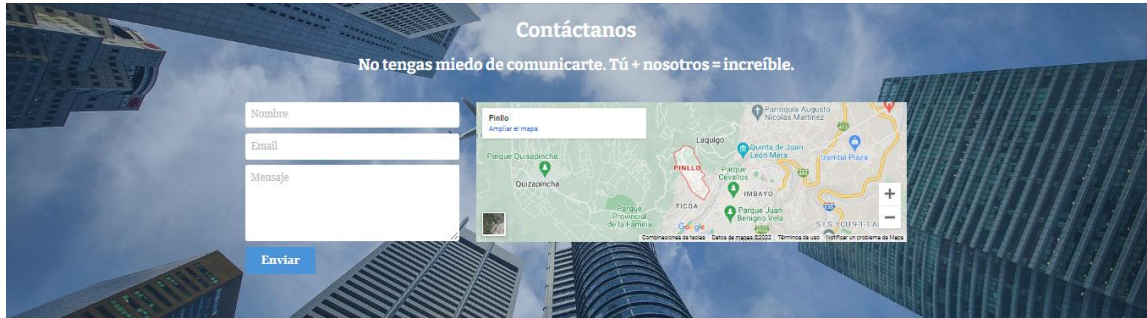 Contáctanos
No tengas miedo de comunicarte. Tú + nosotros = increíble.
Nombre
Email
Mensaje
Enviar
Pinllo
Ampliar el mapa
Parroquia Augusto
Nicolás Martínez
Laquigo
Quinta de Juan
León Mera
Izamba Plaza
Parque Quisapincha
Quizapincha
PINLLO
Parque
Cevallos
IMBAYO
FICOA
Parque
Provincial
de la Familia
Parque Juan
Benigno Vela
Google
+
−
Combinaciones de teclas
Datos de mapas ©2022
Términos de uso
Notificar un problema de Maps